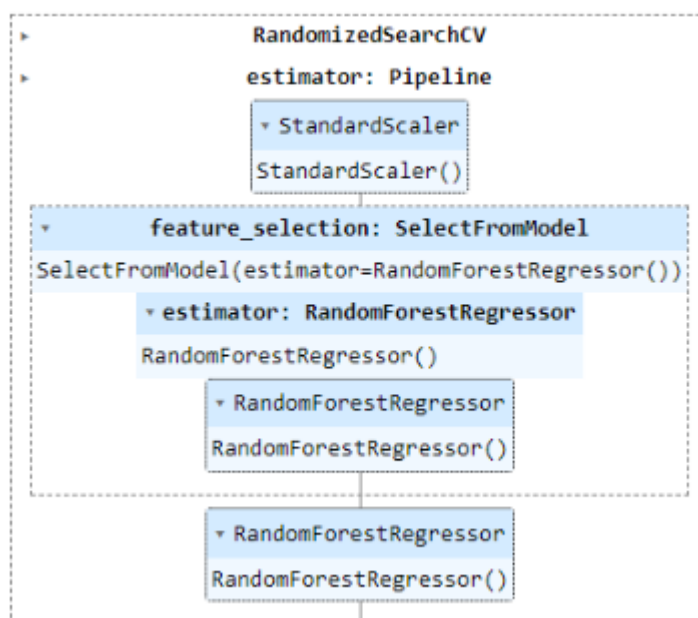 RandomizedSearchCV
estimator: Pipeline
StandardScaler
StandardScaler()
feature_selection: SelectFromModel
SelectFromModel(estimator=RandomForestRegressor())
estimator: RandomForestRegressor
RandomForestRegressor()
RandomForestRegressor
RandomForestRegressor()
RandomForestRegressor
RandomForestRegressor()